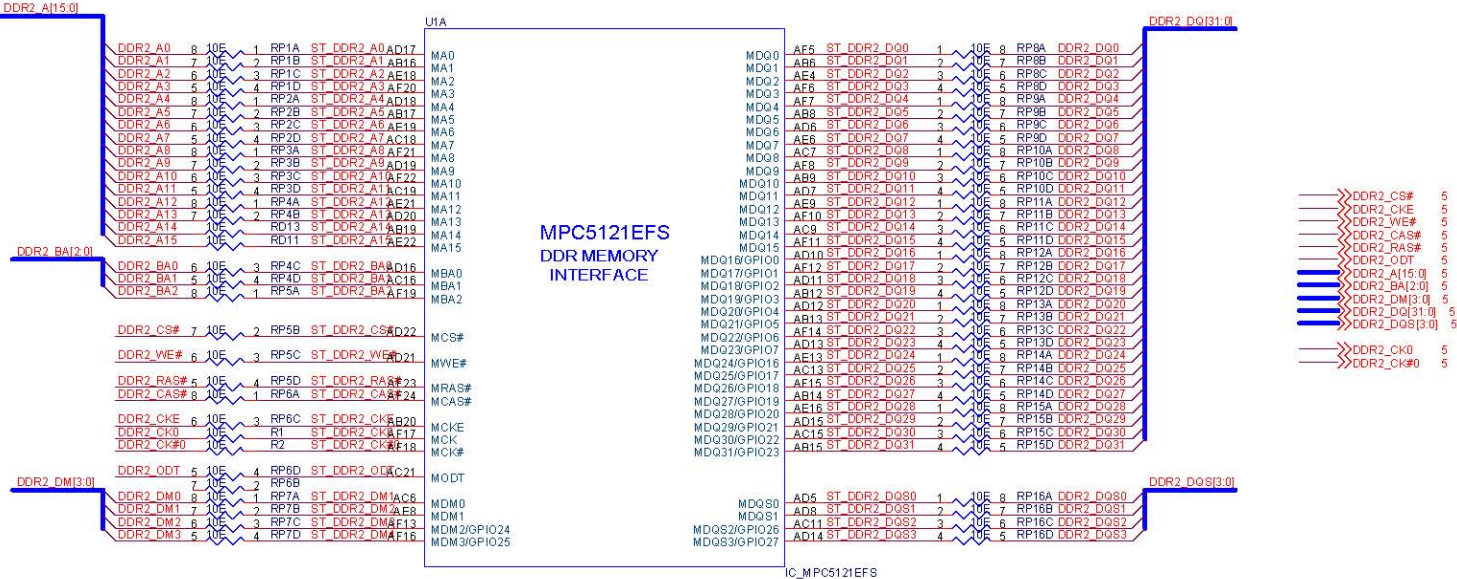 DDR2_A[15:0]
U1A
DDR2_DQ[31:0]
DDR2_A0 8 10E 1 RP1A ST_DDR2_A0 AD17 MA0
DDR2_A1 7 10E 2 RP1B ST_DDR2_A1 AB16 MA1
DDR2_A2 6 10E 3 RP1C ST_DDR2_A2 AE18 MA2
DDR2_A3 5 10E 4 RP1D ST_DDR2_A3 AF20 MA3
DDR2_A4 8 10E 1 RP2A ST_DDR2_A4 AD18 MA4
DDR2_A5 7 10E 2 RP2B ST_DDR2_A5 AB17 MA5
DDR2_A6 6 10E 3 RP2C ST_DDR2_A6 AE19 MA6
DDR2_A7 5 10E 4 RP2D ST_DDR2_A7 AC18 MA7
DDR2_A8 8 10E 1 RP3A ST_DDR2_A8 AF21 MA8
DDR2_A9 7 10E 2 RP3B ST_DDR2_A9 AD19 MA9
DDR2_A10 6 10E 3 RP3C ST_DDR2_A10 AF22 MA10
DDR2_A11 5 10E 4 RP3D ST_DDR2_A11 AC19 MA11
DDR2_A12 8 10E 1 RP4A ST_DDR2_A12 AE21 MA12
DDR2_A13 7 10E 2 RP4B ST_DDR2_A13 AD20 MA13
DDR2_A14 10E RD13 ST_DDR2_A14 AB19 MA14
DDR2_A15 10E RD11 ST_DDR2_A15 AE22 MA15
DDR2_BA[2:0]
DDR2_BA0 6 10E 3 RP4C ST_DDR2_BA0 AD16 MBA0
DDR2_BA1 5 10E 4 RP4D ST_DDR2_BA1 AC16 MBA1
DDR2_BA2 8 10E 1 RP5A ST_DDR2_BA2 AF19 MBA2
DDR2_CS# 7 10E 2 RP5B ST_DDR2_CS# AD22 MCS#
DDR2_WE# 6 10E 3 RP5C ST_DDR2_WE# AD21 MWE#
DDR2_RAS# 5 10E 4 RP5D ST_DDR2_RAS# AF23 MRAS#
DDR2_CAS# 8 10E 1 RP6A ST_DDR2_CAS# AF24 MCAS#
DDR2_CKE 6 10E 3 RP6C ST_DDR2_CKE AB20 MCKE
DDR2_CK0 10E R1 ST_DDR2_CK0 AF17 MCK
DDR2_CK#0 10E R2 ST_DDR2_CK#0 AF18 MCK#
DDR2_ODT 5 10E 4 RP6D ST_DDR2_ODT AC21 MODT
7 10E 2 RP6B
DDR2_DM[3:0]
DDR2_DM0 8 10E 1 RP7A ST_DDR2_DM1 AC6 MDM0
DDR2_DM1 7 10E 2 RP7B ST_DDR2_DM2 AE8 MDM1
DDR2_DM2 6 10E 3 RP7C ST_DDR2_DM3 AF13 MDM2/GPIO24
DDR2_DM3 5 10E 4 RP7D ST_DDR2_DM4 AF16 MDM3/GPIO25
MPC5121EFS
DDR MEMORY
INTERFACE
MDQ0 AF5 ST_DDR2_DQ0 1 10E 8 RP8A DDR2_DQ0
MDQ1 AB6 ST_DDR2_DQ1 2 10E 7 RP8B DDR2_DQ1
MDQ2 AE4 ST_DDR2_DQ2 3 10E 6 RP8C DDR2_DQ2
MDQ3 AF6 ST_DDR2_DQ3 4 10E 5 RP8D DDR2_DQ3
MDQ4 AF7 ST_DDR2_DQ4 1 10E 8 RP9A DDR2_DQ4
MDQ5 AB8 ST_DDR2_DQ5 2 10E 7 RP9B DDR2_DQ5
MDQ6 AD6 ST_DDR2_DQ6 3 10E 6 RP9C DDR2_DQ6
MDQ7 AE6 ST_DDR2_DQ7 4 10E 5 RP9D DDR2_DQ7
MDQ8 AC7 ST_DDR2_DQ8 1 10E 8 RP10A DDR2_DQ8
MDQ9 AF8 ST_DDR2_DQ9 2 10E 7 RP10B DDR2_DQ9
MDQ10 AB9 ST_DDR2_DQ10 3 10E 6 RP10C DDR2_DQ10
MDQ11 AD7 ST_DDR2_DQ11 4 10E 5 RP10D DDR2_DQ11
MDQ12 AE9 ST_DDR2_DQ12 1 10E 8 RP11A DDR2_DQ12
MDQ13 AF10 ST_DDR2_DQ13 2 10E 7 RP11B DDR2_DQ13
MDQ14 AC9 ST_DDR2_DQ14 3 10E 6 RP11C DDR2_DQ14
MDQ15 AF11 ST_DDR2_DQ15 4 10E 5 RP11D DDR2_DQ15
MDQ16/GPIO0 AD10 ST_DDR2_DQ16 1 10E 8 RP12A DDR2_DQ16
MDQ17/GPIO1 AF12 ST_DDR2_DQ17 2 10E 7 RP12B DDR2_DQ17
MDQ18/GPIO2 AD11 ST_DDR2_DQ18 3 10E 6 RP12C DDR2_DQ18
MDQ19/GPIO3 AB12 ST_DDR2_DQ19 4 10E 5 RP12D DDR2_DQ19
MDQ20/GPIO4 AD12 ST_DDR2_DQ20 1 10E 8 RP13A DDR2_DQ20
MDQ21/GPIO5 AB13 ST_DDR2_DQ21 2 10E 7 RP13B DDR2_DQ21
MDQ22/GPIO6 AF14 ST_DDR2_DQ22 3 10E 6 RP13C DDR2_DQ22
MDQ23/GPIO7 AD13 ST_DDR2_DQ23 4 10E 5 RP13D DDR2_DQ23
MDQ24/GPIO16 AE13 ST_DDR2_DQ24 1 10E 8 RP14A DDR2_DQ24
MDQ25/GPIO17 AC13 ST_DDR2_DQ25 2 10E 7 RP14B DDR2_DQ25
MDQ26/GPIO18 AF15 ST_DDR2_DQ26 3 10E 6 RP14C DDR2_DQ26
MDQ27/GPIO19 AB14 ST_DDR2_DQ27 4 10E 5 RP14D DDR2_DQ27
MDQ28/GPIO20 AE16 ST_DDR2_DQ28 1 10E 8 RP15A DDR2_DQ28
MDQ29/GPIO21 AD15 ST_DDR2_DQ29 2 10E 7 RP15B DDR2_DQ29
MDQ30/GPIO22 AC15 ST_DDR2_DQ30 3 10E 6 RP15C DDR2_DQ30
MDQ31/GPIO23 AB15 ST_DDR2_DQ31 4 10E 5 RP15D DDR2_DQ31
DDR2_DQS[3:0]
MDQS0 AD5 ST_DDR2_DQS0 1 10E 8 RP16A DDR2_DQS0
MDQS1 AD8 ST_DDR2_DQS1 2 10E 7 RP16B DDR2_DQS1
MDQS2/GPIO26 AC11 ST_DDR2_DQS2 3 10E 6 RP16C DDR2_DQS2
MDQS3/GPIO27 AD14 ST_DDR2_DQS3 4 10E 5 RP16D DDR2_DQS3
IC_MPC5121EFS
DDR2_CS# 5
DDR2_CKE 5
DDR2_WE# 5
DDR2_CAS# 5
DDR2_RAS# 5
DDR2_ODT 5
DDR2_A[15:0] 5
DDR2_BA[2:0] 5
DDR2_DM[3:0] 5
DDR2_DQ[31:0] 5
DDR2_DQS[3:0] 5
DDR2_CK0 5
DDR2_CK#0 5